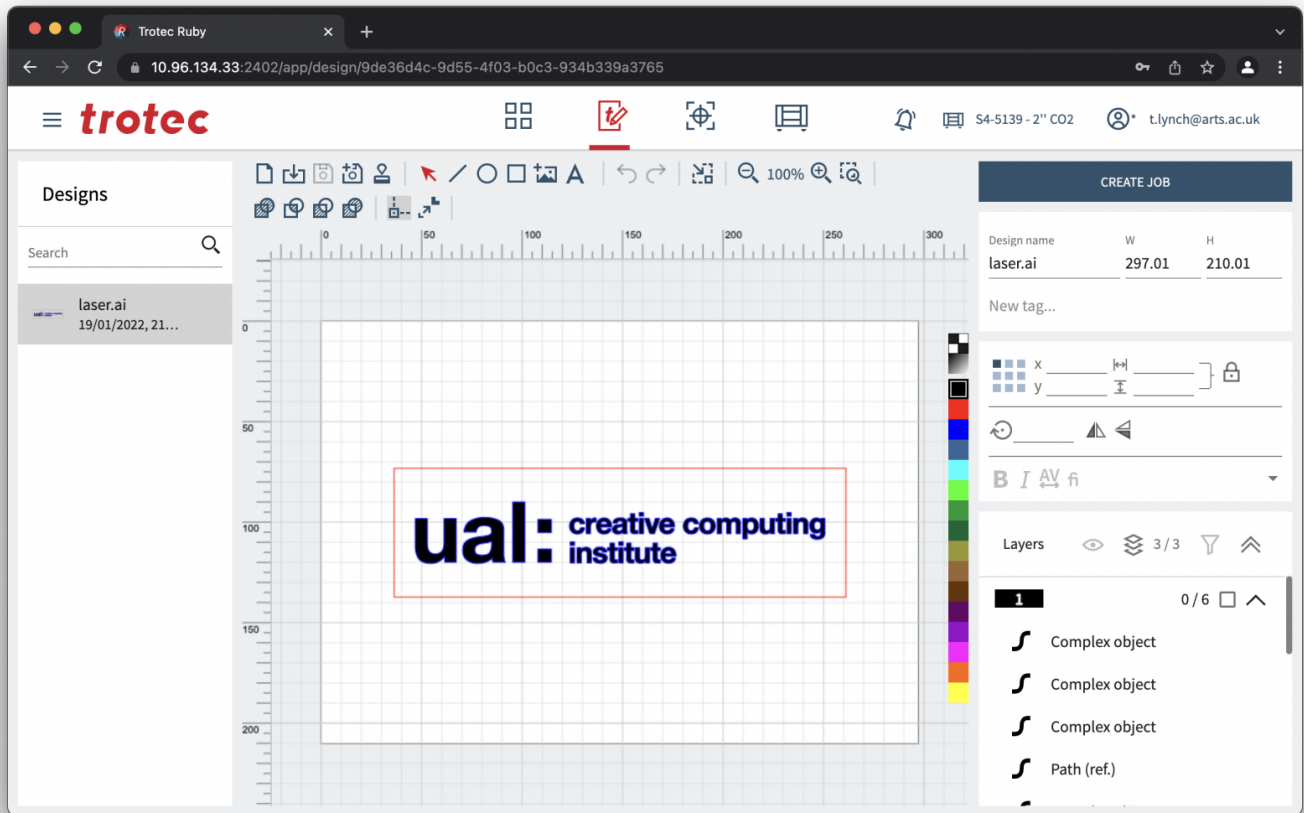 Trotec Ruby
10.96.134.33:2402/app/design/9de36d4c-9d55-4f03-b0c3-934b339a3765
trotec
S4-5139 - 2'' CO2
t.lynch@arts.ac.uk
Designs
Search
laser.ai
19/01/2022, 21...
100%
0 50 100 150 200 250 300
0
50
100
150
200
ual: creative computing
institute
CREATE JOB
Design name W H
laser.ai 297.01 210.01
New tag...
x
y
B I AV fi
Layers 3/3
1 0/6
Complex object
Complex object
Complex object
Path (ref.)